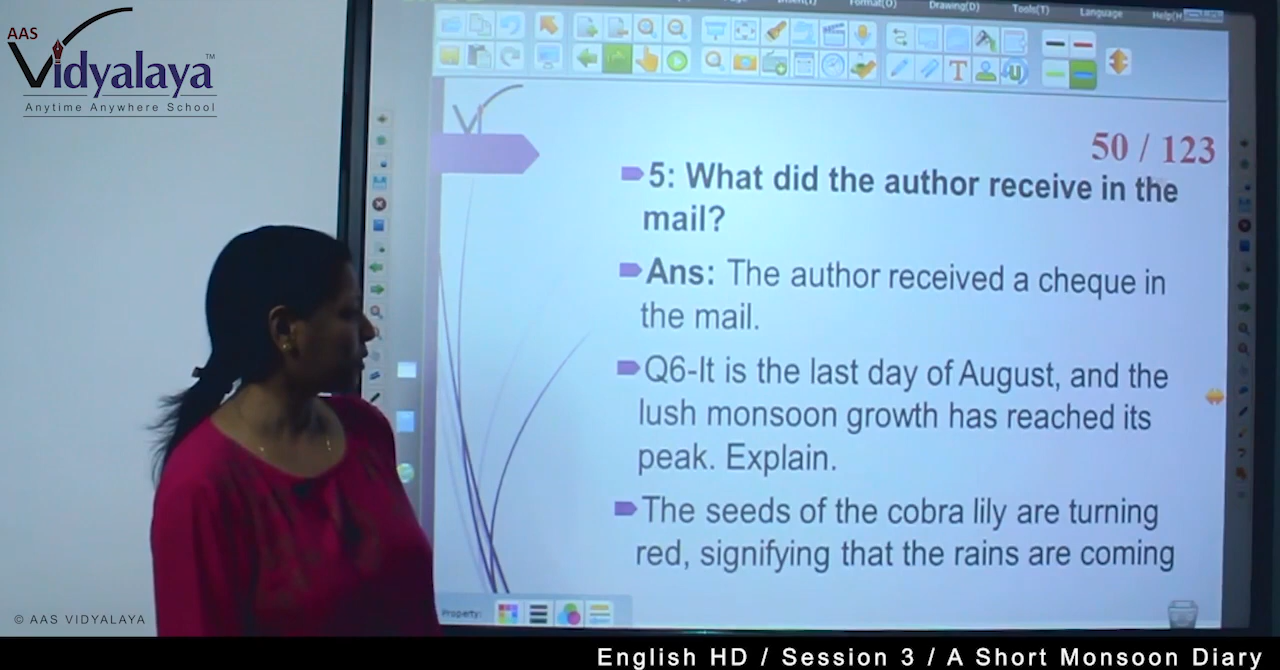 AAS
Vidyalaya™
Anytime Anywhere School
Format(O)
Drawing(D)
Tools(T)
Language
Help(H
50 / 123
5: What did the author receive in the
mail?
Ans: The author received a cheque in
the mail.
Q6-It is the last day of August, and the
lush monsoon growth has reached its
peak. Explain.
The seeds of the cobra lily are turning
red, signifying that the rains are coming
Property:
© AAS VIDYALAYA
English HD / Session 3 / A Short Monsoon Diary